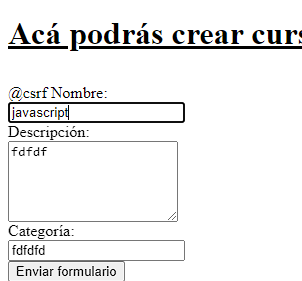 Acá podrás crear curs
@csrf Nombre:
javascript
Descripción:
fdfdf
Categoría:
fdfdfd
Enviar formulario